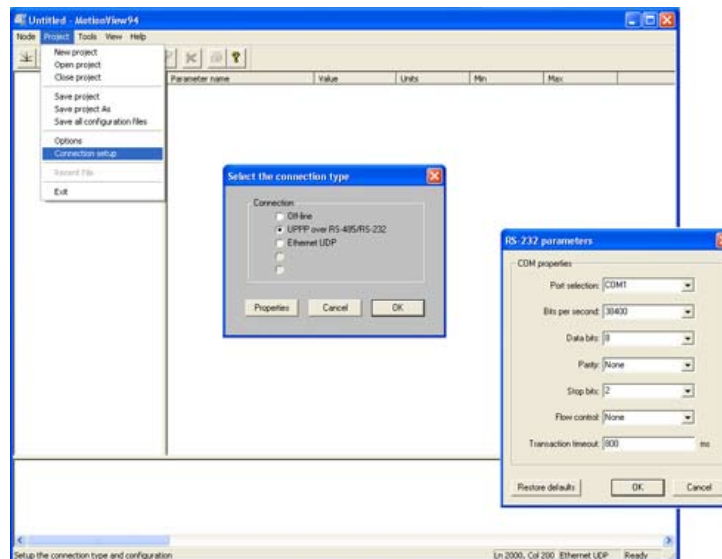 Untitled - MotionView94
Node Project Tools View Help
New project
Open project
Close project
Save project
Save project As
Save all configuration files
Options
Connection setup
Recent File
Exit
Parameter name Value Units Min Max
Select the connection type
Connection
Off-line
UPPP over RS-485/RS-232
Ethernet UDP
Properties Cancel OK
RS-232 parameters
COM properties
Port selection: COM1
Bits per second: 38400
Data bits: 8
Parity: None
Stop bits: 2
Flow control: None
Transaction timeout: 800 ms
Restore defaults OK Cancel
Setup the connection type and configuration Ln 2000, Col 200 Ethernet UDP Ready